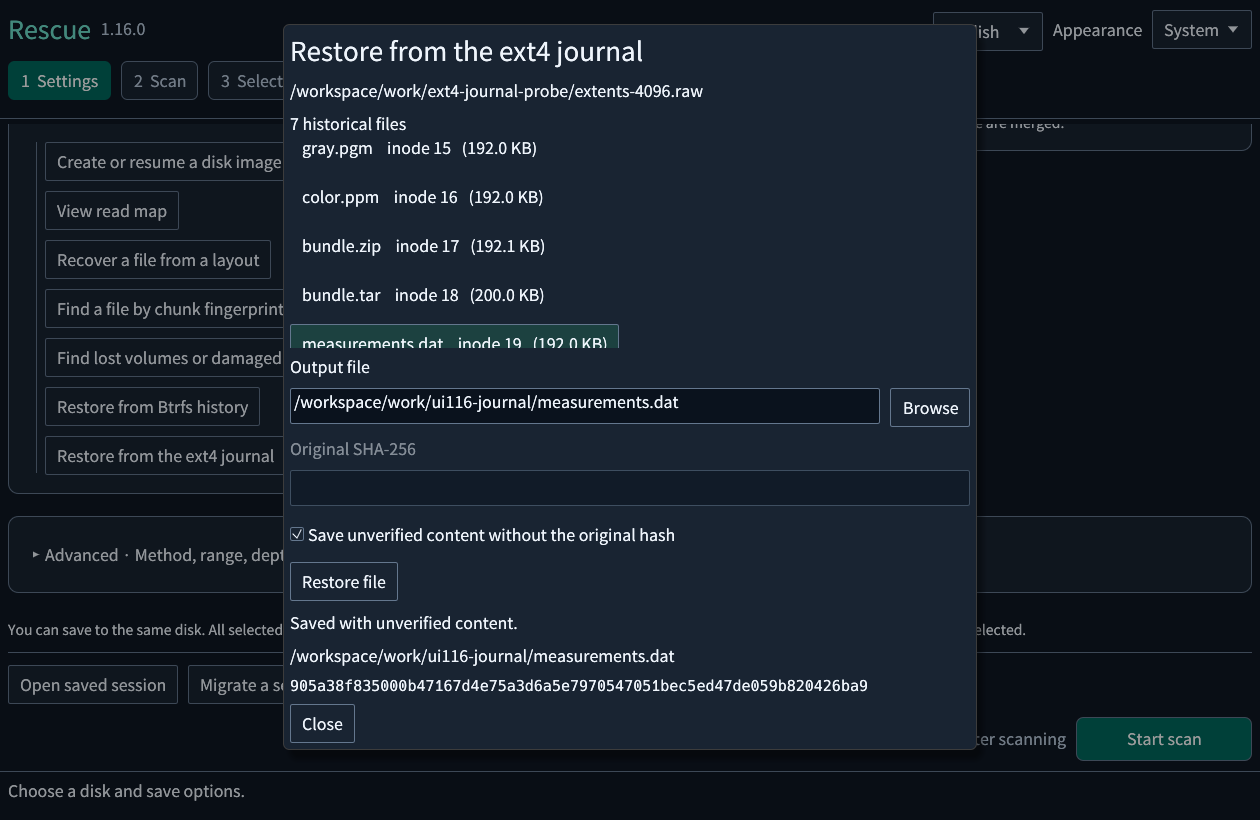 Rescue 1.16.0
ish Appearance System
1 Settings 2 Scan 3 Select
Restore from the ext4 journal
/workspace/work/ext4-journal-probe/extents-4096.raw
7 historical files
gray.pgm inode 15 (192.0 KB)
color.ppm inode 16 (192.0 KB)
bundle.zip inode 17 (192.1 KB)
bundle.tar inode 18 (200.0 KB)
measurements.dat inode 19 (192.0 KB)
Output file
/workspace/work/ui116-journal/measurements.dat Browse
Original SHA-256
Save unverified content without the original hash
Restore file
Saved with unverified content.
/workspace/work/ui116-journal/measurements.dat
905a38f835000b47167d4e75a3d6a5e7970547051bec5ed47de059b820426ba9
Close
are merged.
Create or resume a disk image
View read map
Recover a file from a layout
Find a file by chunk fingerprint
Find lost volumes or damaged
Restore from Btrfs history
Restore from the ext4 journal
Advanced · Method, range, dept
You can save to the same disk. All selected
elected.
Open saved session Migrate a se
ter scanning Start scan
Choose a disk and save options.